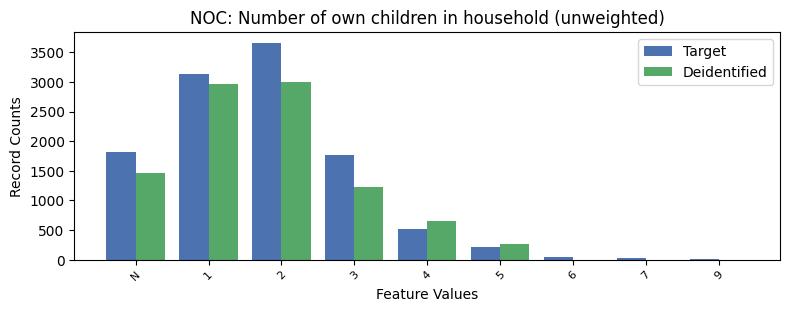 NOC: Number of own children in household (unweighted)
Target
Deidentified
Record Counts
3500
3000
2500
2000
1500
1000
500
0
N 1 2 3 4 5 6 7 9
Feature Values